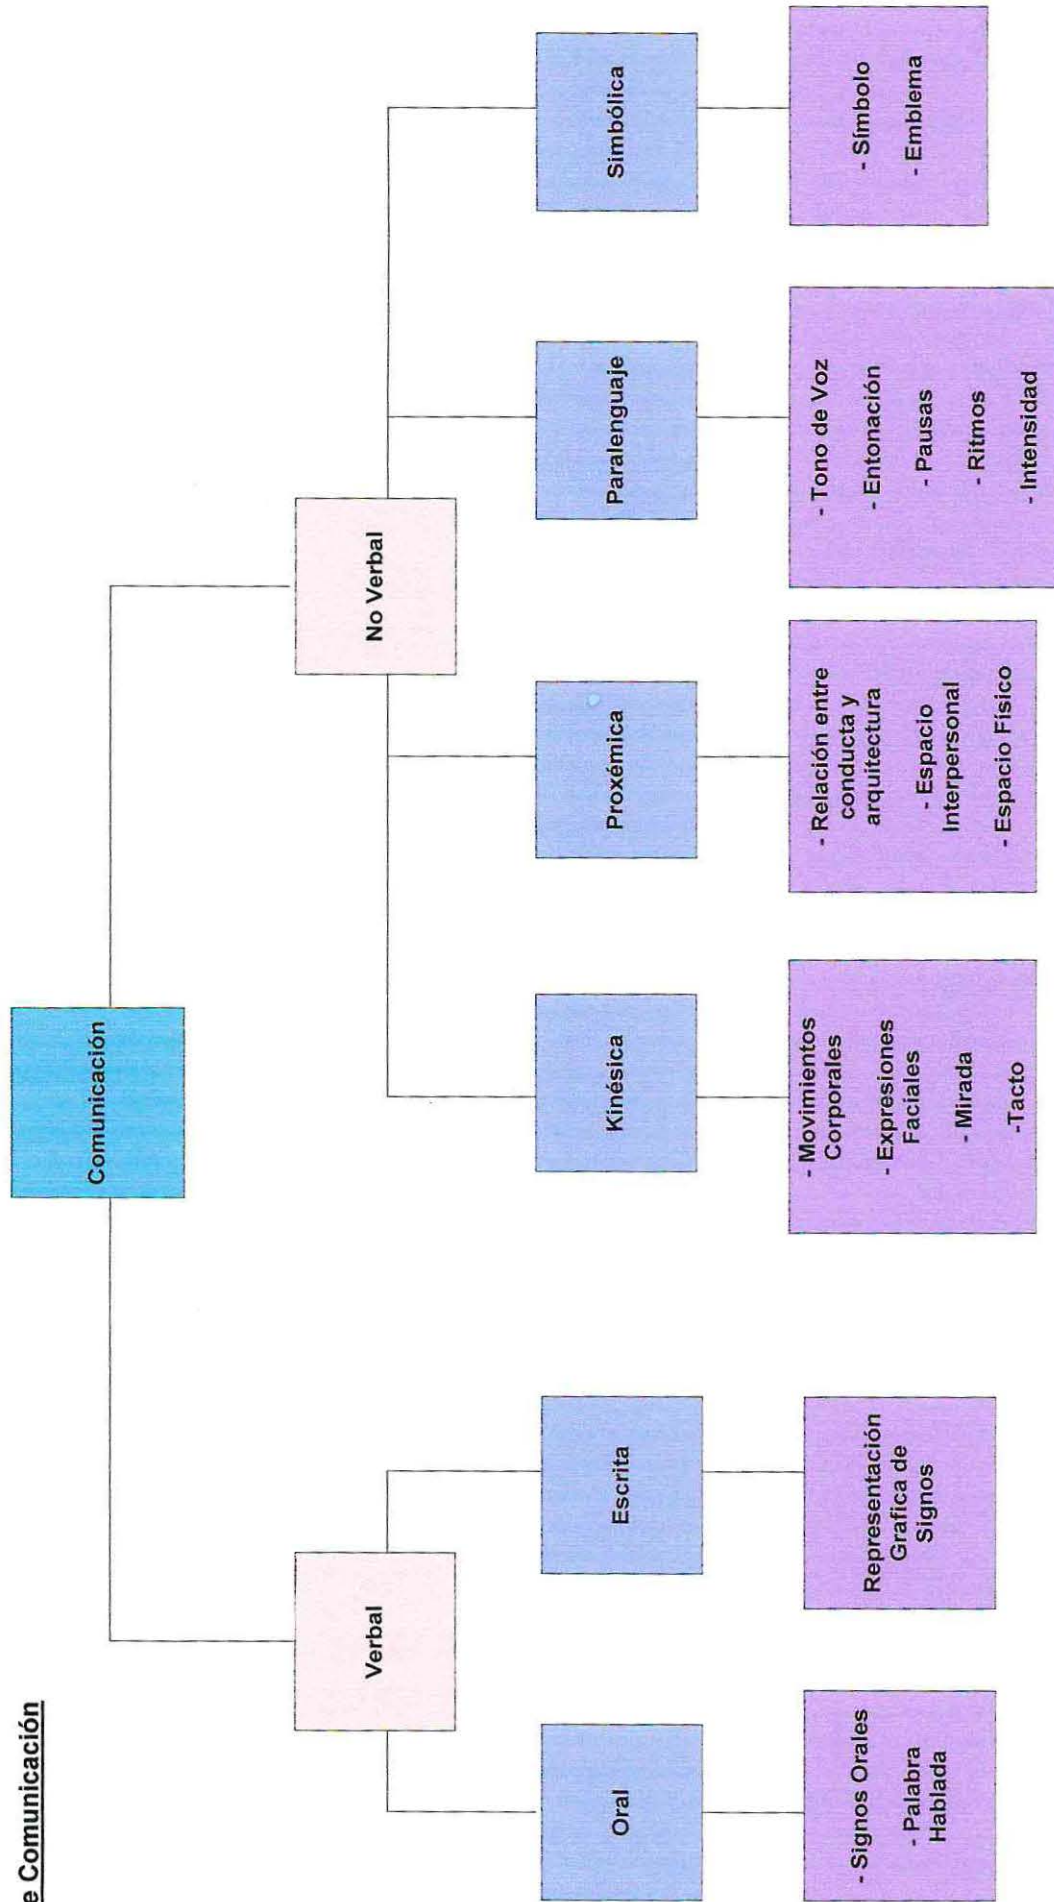 e Comunicación
Comunicación
Verbal
No Verbal
Oral
Escrita
Kinésica
Proxémica
Paralenguaje
Simbólica
- Signos Orales
- Palabra
Hablada
Representación
Grafica de
Signos
- Movimientos
Corporales
- Expresiones
Faciales
- Mirada
-Tacto
- Relación entre
conducta y
arquitectura
- Espacio
Interpersonal
- Espacio Físico
- Tono de Voz
- Entonación
- Pausas
- Ritmos
- Intensidad
- Símbolo
- Emblema